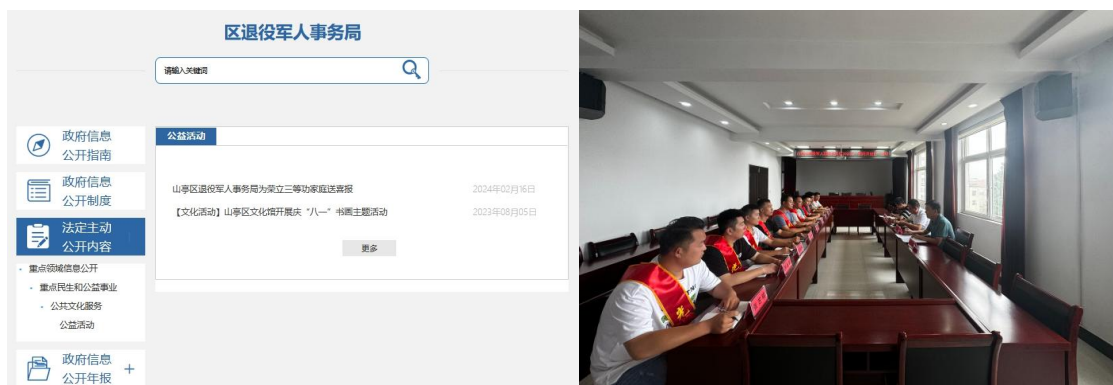 区退役军人事务局
请输入关键词
政府信息
公开指南
政府信息
公开制度
法定主动
公开内容
重点领域信息公开
重点民生和公益事业
公共文化服务
公益活动
政府信息
公开年报
+
公益活动
山亭区退役军人事务局为荣立三等功家庭送喜报
2024年02月16日
【文化活动】山亭区文化馆开展庆“八一”书画主题活动
2023年08月05日
更多